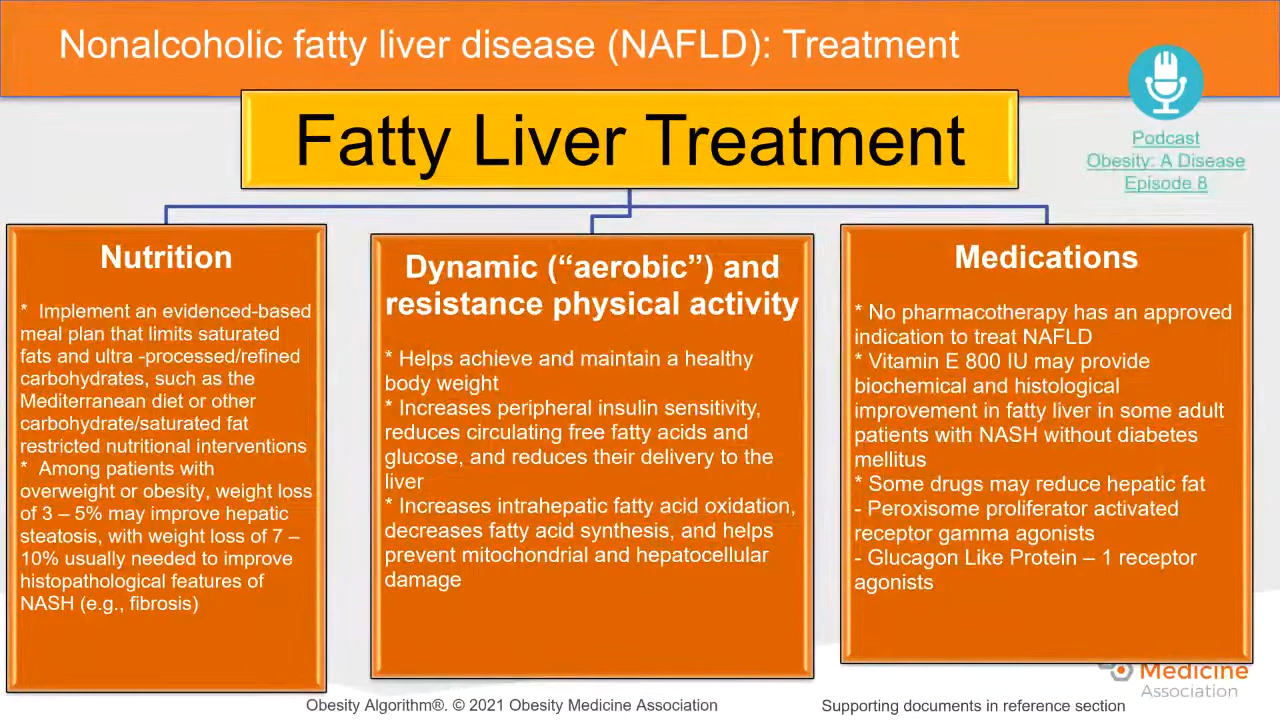 Nonalcoholic fatty liver disease (NAFLD): Treatment
Podcast
Obesity: A Disease
Episode 8
Fatty Liver Treatment
Nutrition
* Implement an evidenced-based
meal plan that limits saturated
fats and ultra -processed/refined
carbohydrates, such as the
Mediterranean diet or other
carbohydrate/saturated fat
restricted nutritional interventions
* Among patients with
overweight or obesity, weight loss
of 3 – 5% may improve hepatic
steatosis, with weight loss of 7 –
10% usually needed to improve
histopathological features of
NASH (e.g., fibrosis)
Dynamic (“aerobic”) and
resistance physical activity
* Helps achieve and maintain a healthy
body weight
* Increases peripheral insulin sensitivity,
reduces circulating free fatty acids and
glucose, and reduces their delivery to the
liver
* Increases intrahepatic fatty acid oxidation,
decreases fatty acid synthesis, and helps
prevent mitochondrial and hepatocellular
damage
Medications
* No pharmacotherapy has an approved
indication to treat NAFLD
* Vitamin E 800 IU may provide
biochemical and histological
improvement in fatty liver in some adult
patients with NASH without diabetes
mellitus
* Some drugs may reduce hepatic fat
- Peroxisome proliferator activated
receptor gamma agonists
- Glucagon Like Protein – 1 receptor
agonists
Medicine
Association
Obesity Algorithm®. © 2021 Obesity Medicine Association
Supporting documents in reference section